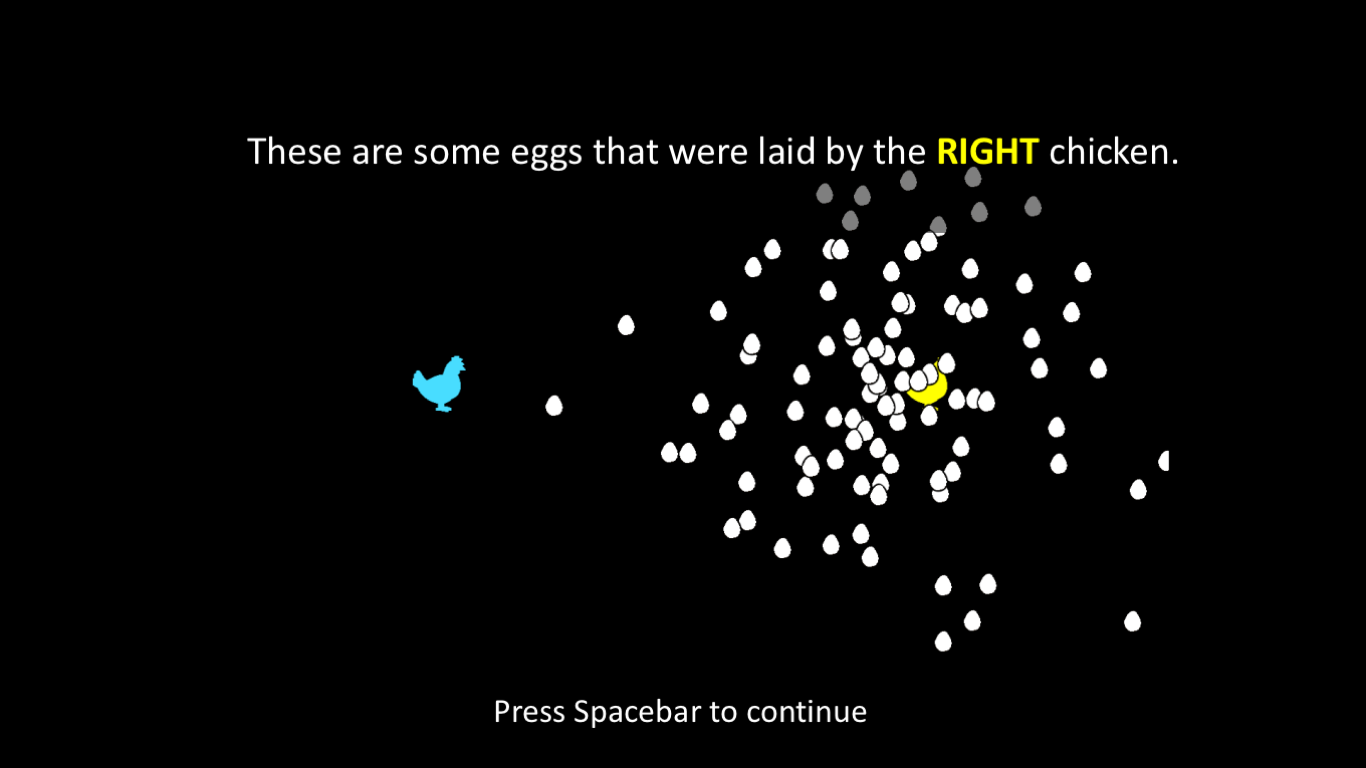 These are some eggs that were laid by the RIGHT chicken.
Press Spacebar to continue